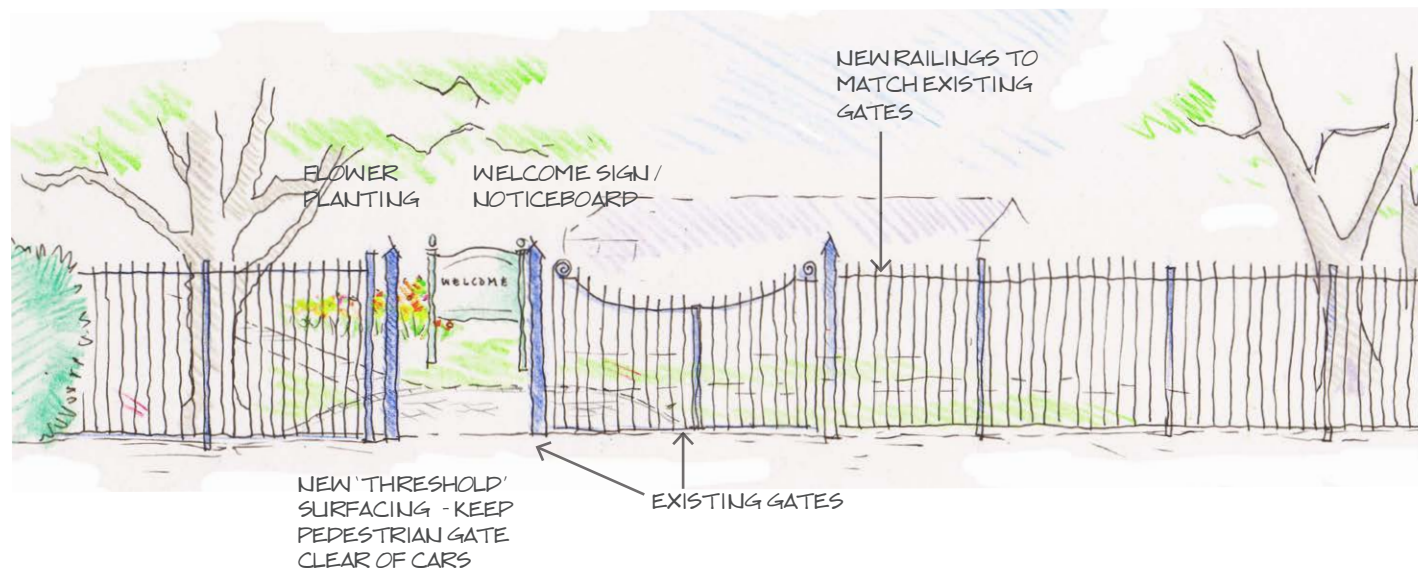 NEW RAILINGS TO
MATCH EXISTING
GATES
FLOWER
PLANTING
WELCOME SIGN /
NOTICEBOARD
WELCOME
NEW 'THRESHOLD'
SURFACING - KEEP
PEDESTRIAN GATE
CLEAR OF CARS
EXISTING GATES